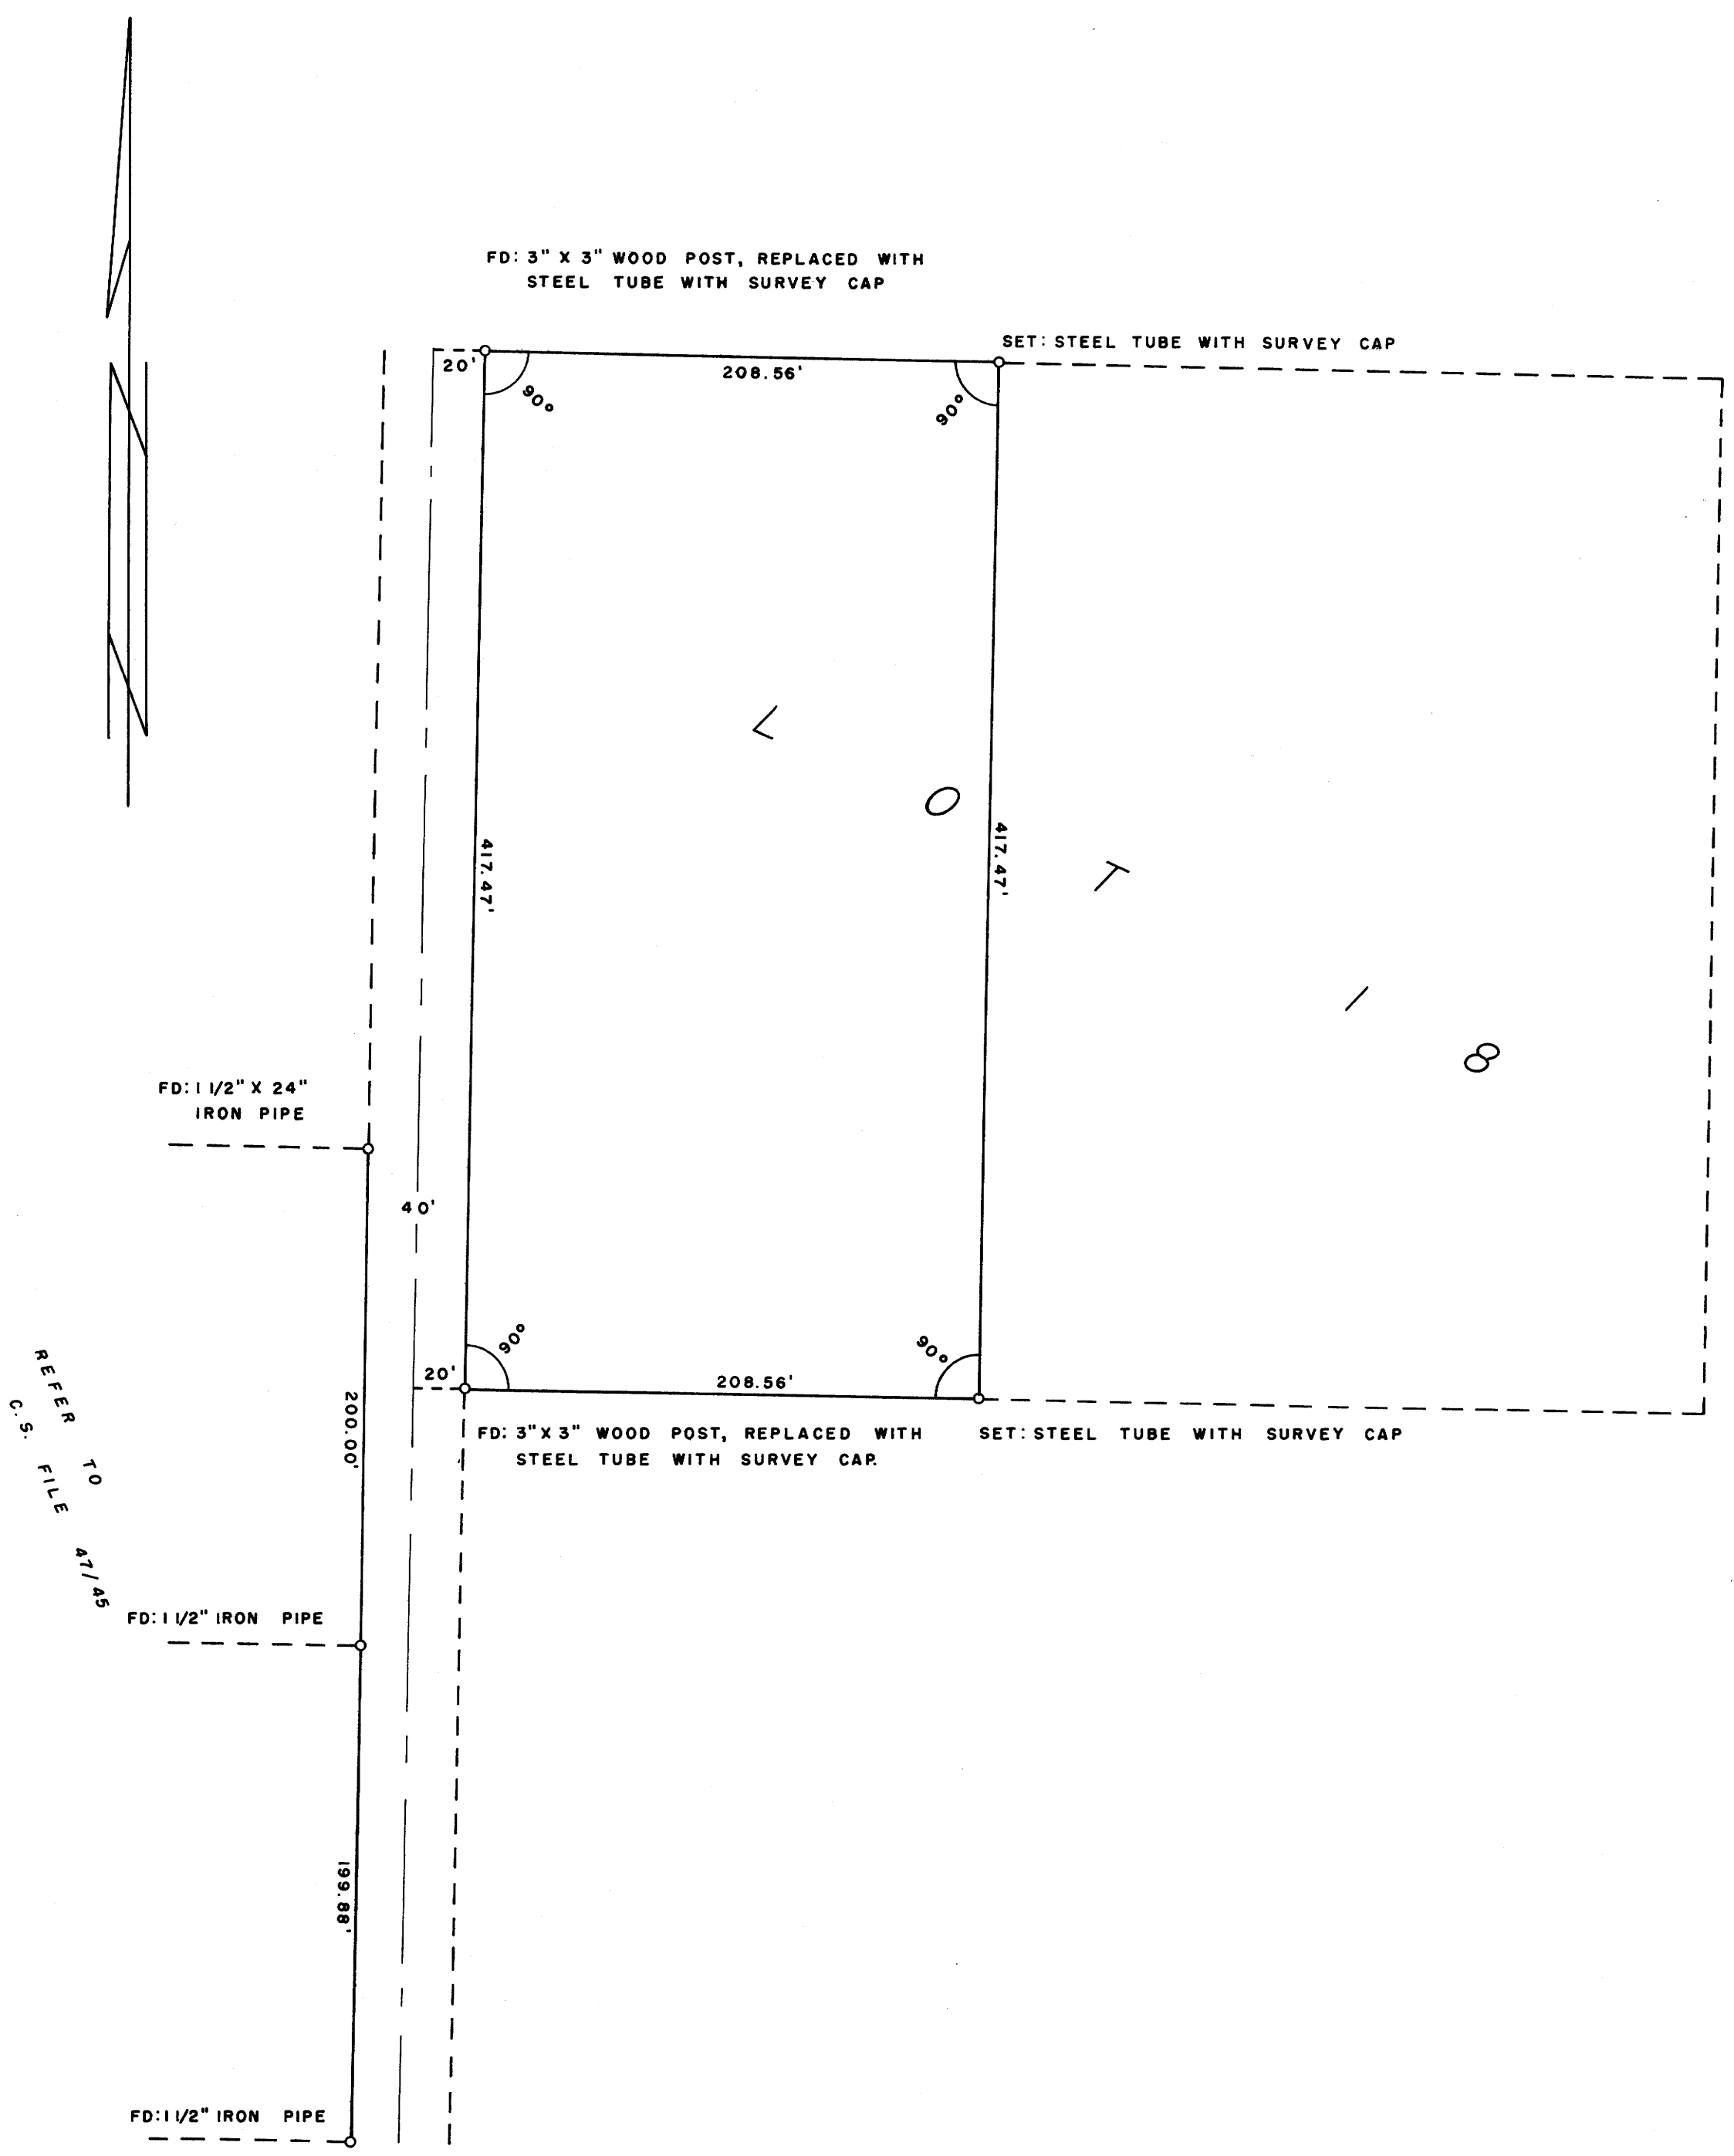 FD: 3" X 3" WOOD POST, REPLACED WITH
STEEL TUBE WITH SURVEY CAP
SET: STEEL TUBE WITH SURVEY CAP
20'
208.56'
90°
90°
LOT 18
417.47'
417.47'
FD: 1 1/2" X 24"
IRON PIPE
40'
90°
90°
20'
208.56'
FD: 3" X 3" WOOD POST, REPLACED WITH
STEEL TUBE WITH SURVEY CAP.
SET: STEEL TUBE WITH SURVEY CAP
200.00'
REFER TO
C.S. FILE 47/45
FD: 1 1/2" IRON PIPE
199.88'
FD: 1 1/2" IRON PIPE